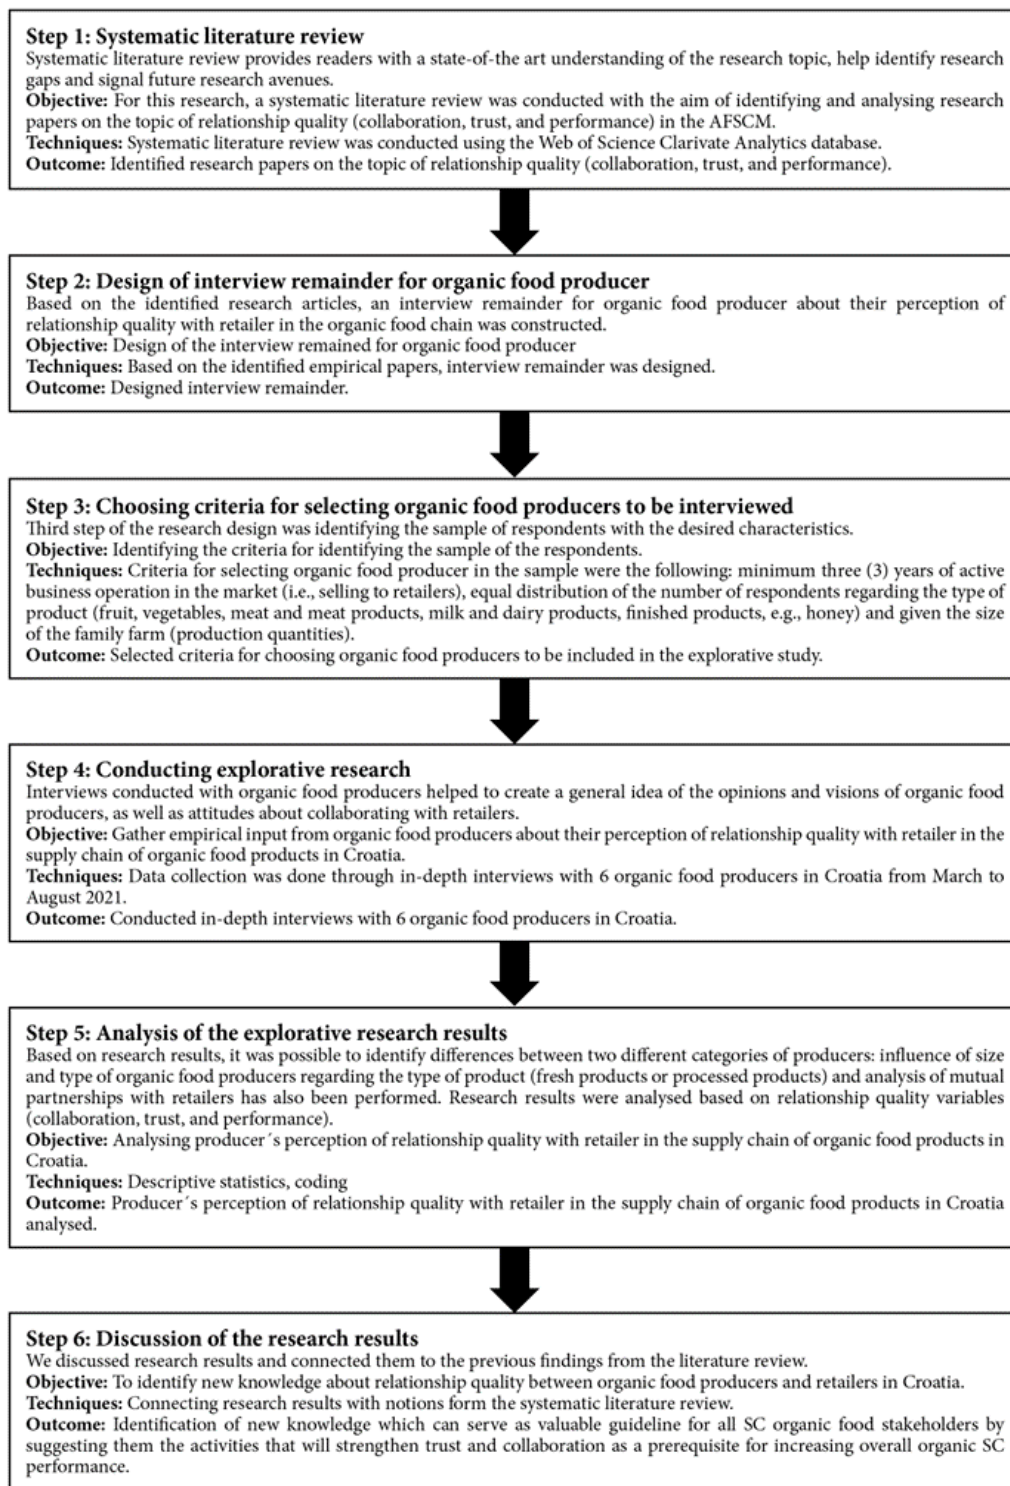 Step 1: Systematic literature review
Systematic literature review provides readers with a state-of-the art understanding of the research topic, help identify research
gaps and signal future research avenues.
Objective: For this research, a systematic literature review was conducted with the aim of identifying and analysing research
papers on the topic of relationship quality (collaboration, trust, and performance) in the AFSCM.
Techniques: Systematic literature review was conducted using the Web of Science Clarivate Analytics database.
Outcome: Identified research papers on the topic of relationship quality (collaboration, trust, and performance).
Step 2: Design of interview remainder for organic food producer
Based on the identified research articles, an interview remainder for organic food producer about their perception of
relationship quality with retailer in the organic food chain was constructed.
Objective: Design of the interview remained for organic food producer
Techniques: Based on the identified empirical papers, interview remainder was designed.
Outcome: Designed interview remainder.
Step 3: Choosing criteria for selecting organic food producers to be interviewed
Third step of the research design was identifying the sample of respondents with the desired characteristics.
Objective: Identifying the criteria for identifying the sample of the respondents.
Techniques: Criteria for selecting organic food producer in the sample were the following: minimum three (3) years of active
business operation in the market (i.e., selling to retailers), equal distribution of the number of respondents regarding the type of
product (fruit, vegetables, meat and meat products, milk and dairy products, finished products, e.g., honey) and given the size
of the family farm (production quantities).
Outcome: Selected criteria for choosing organic food producers to be included in the explorative study.
Step 4: Conducting explorative research
Interviews conducted with organic food producers helped to create a general idea of the opinions and visions of organic food
producers, as well as attitudes about collaborating with retailers.
Objective: Gather empirical input from organic food producers about their perception of relationship quality with retailer in the
supply chain of organic food products in Croatia.
Techniques: Data collection was done through in-depth interviews with 6 organic food producers in Croatia from March to
August 2021.
Outcome: Conducted in-depth interviews with 6 organic food producers in Croatia.
Step 5: Analysis of the explorative research results
Based on research results, it was possible to identify differences between two different categories of producers: influence of size
and type of organic food producers regarding the type of product (fresh products or processed products) and analysis of mutual
partnerships with retailers has also been performed. Research results were analysed based on relationship quality variables
(collaboration, trust, and performance).
Objective: Analysing producer´s perception of relationship quality with retailer in the supply chain of organic food products in
Croatia.
Techniques: Descriptive statistics, coding
Outcome: Producer´s perception of relationship quality with retailer in the supply chain of organic food products in Croatia
analysed.
Step 6: Discussion of the research results
We discussed research results and connected them to the previous findings from the literature review.
Objective: To identify new knowledge about relationship quality between organic food producers and retailers in Croatia.
Techniques: Connecting research results with notions form the systematic literature review.
Outcome: Identification of new knowledge which can serve as valuable guideline for all SC organic food stakeholders by
suggesting them the activities that will strengthen trust and collaboration as a prerequisite for increasing overall organic SC
performance.